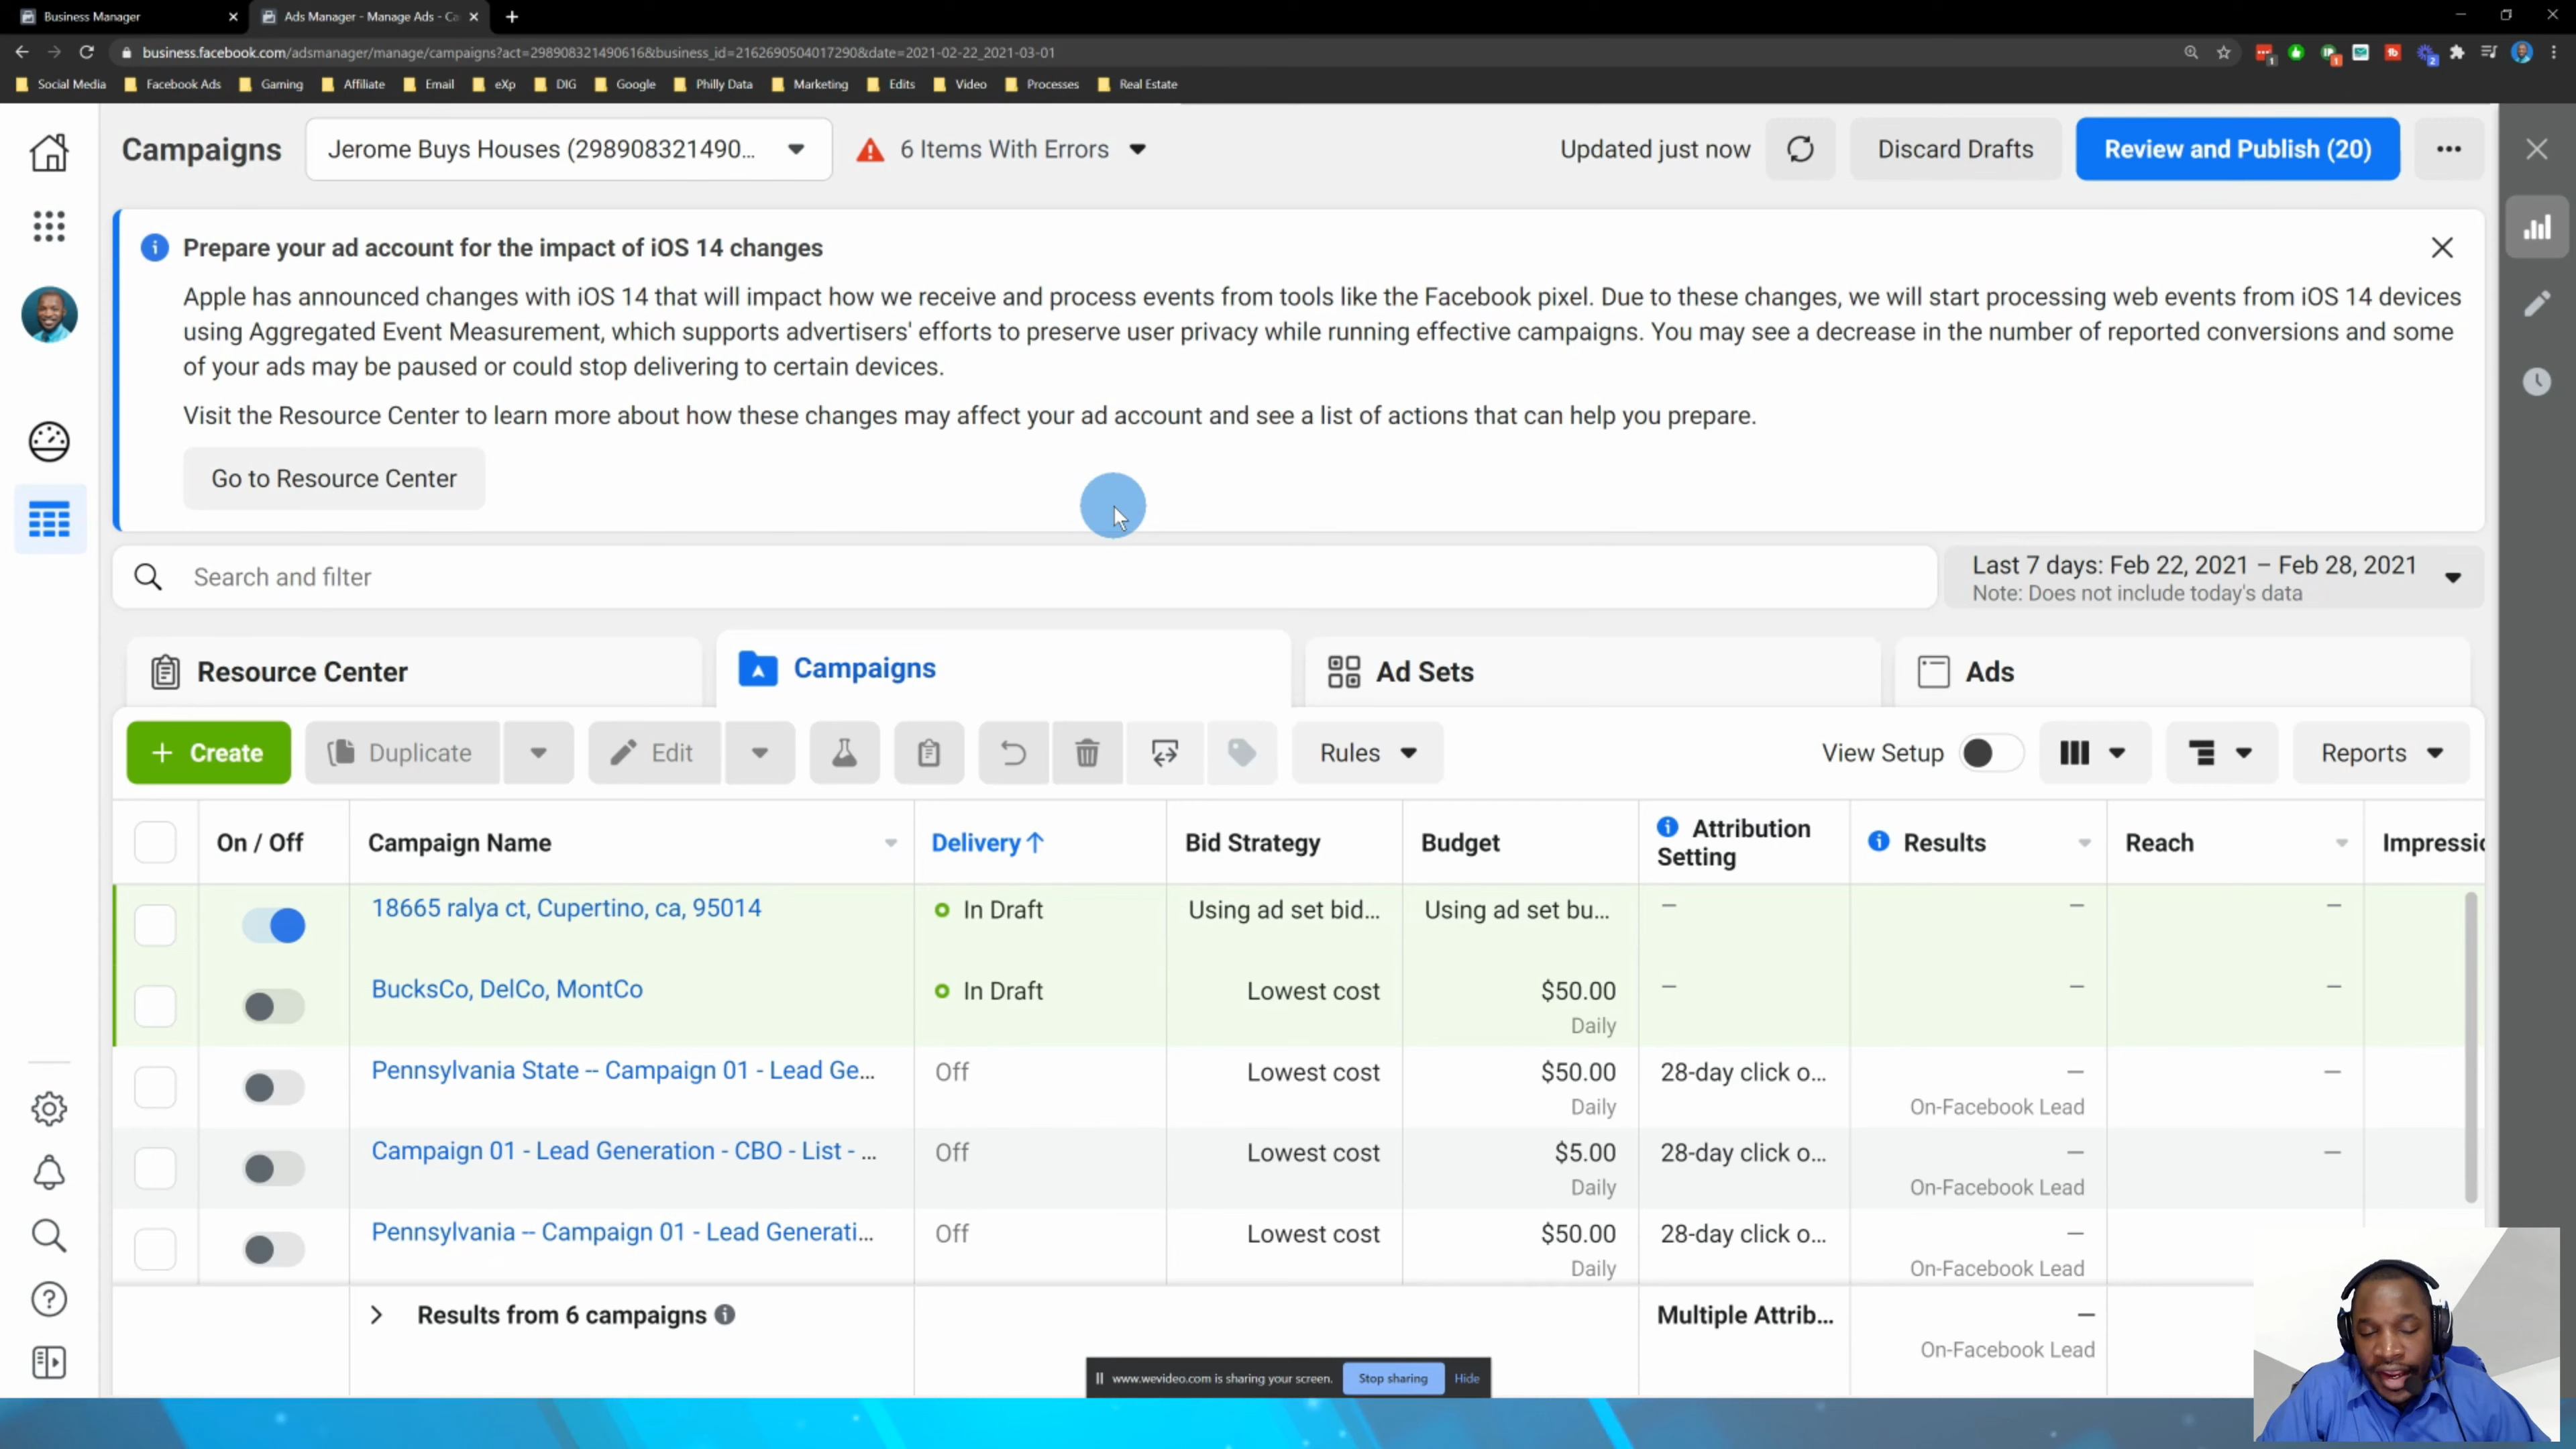 Business Manager
Ads Manager - Manage Ads - Ca
business.facebook.com/adsmanager/manage/campaigns?act=298908321490616&business_id=2162690504017290&date=2021-02-22_2021-03-01
Social Media
Facebook Ads
Gaming
Affiliate
Email
eXp
DIG
Google
Philly Data
Marketing
Edits
Video
Processes
Real Estate
Campaigns
Jerome Buys Houses (298908321490...
6 Items With Errors
Updated just now
Discard Drafts
Review and Publish (20)
Prepare your ad account for the impact of iOS 14 changes
Apple has announced changes with iOS 14 that will impact how we receive and process events from tools like the Facebook pixel. Due to these changes, we will start processing web events from iOS 14 devices
using Aggregated Event Measurement, which supports advertisers' efforts to preserve user privacy while running effective campaigns. You may see a decrease in the number of reported conversions and some
of your ads may be paused or could stop delivering to certain devices.
Visit the Resource Center to learn more about how these changes may affect your ad account and see a list of actions that can help you prepare.
Go to Resource Center
Search and filter
Last 7 days: Feb 22, 2021 – Feb 28, 2021
Note: Does not include today's data
Resource Center
Campaigns
Ad Sets
Ads
+ Create
Duplicate
Edit
Rules
View Setup
Reports
On / Off
Campaign Name
Delivery↑
Bid Strategy
Budget
Attribution
Setting
Results
Reach
Impressio
18665 ralya ct, Cupertino, ca, 95014
In Draft
Using ad set bid...
Using ad set bu...
—
—
—
BucksCo, DelCo, MontCo
In Draft
Lowest cost
$50.00
Daily
—
—
—
Pennsylvania State -- Campaign 01 - Lead Ge...
Off
Lowest cost
$50.00
Daily
28-day click o...
—
On-Facebook Lead
—
Campaign 01 - Lead Generation - CBO - List - ...
Off
Lowest cost
$5.00
Daily
28-day click o...
—
On-Facebook Lead
—
Pennsylvania -- Campaign 01 - Lead Generati...
Off
Lowest cost
$50.00
Daily
28-day click o...
—
On-Facebook Lead
Results from 6 campaigns
Multiple Attrib...
—
On-Facebook Lead
www.wevideo.com is sharing your screen.
Stop sharing
Hide